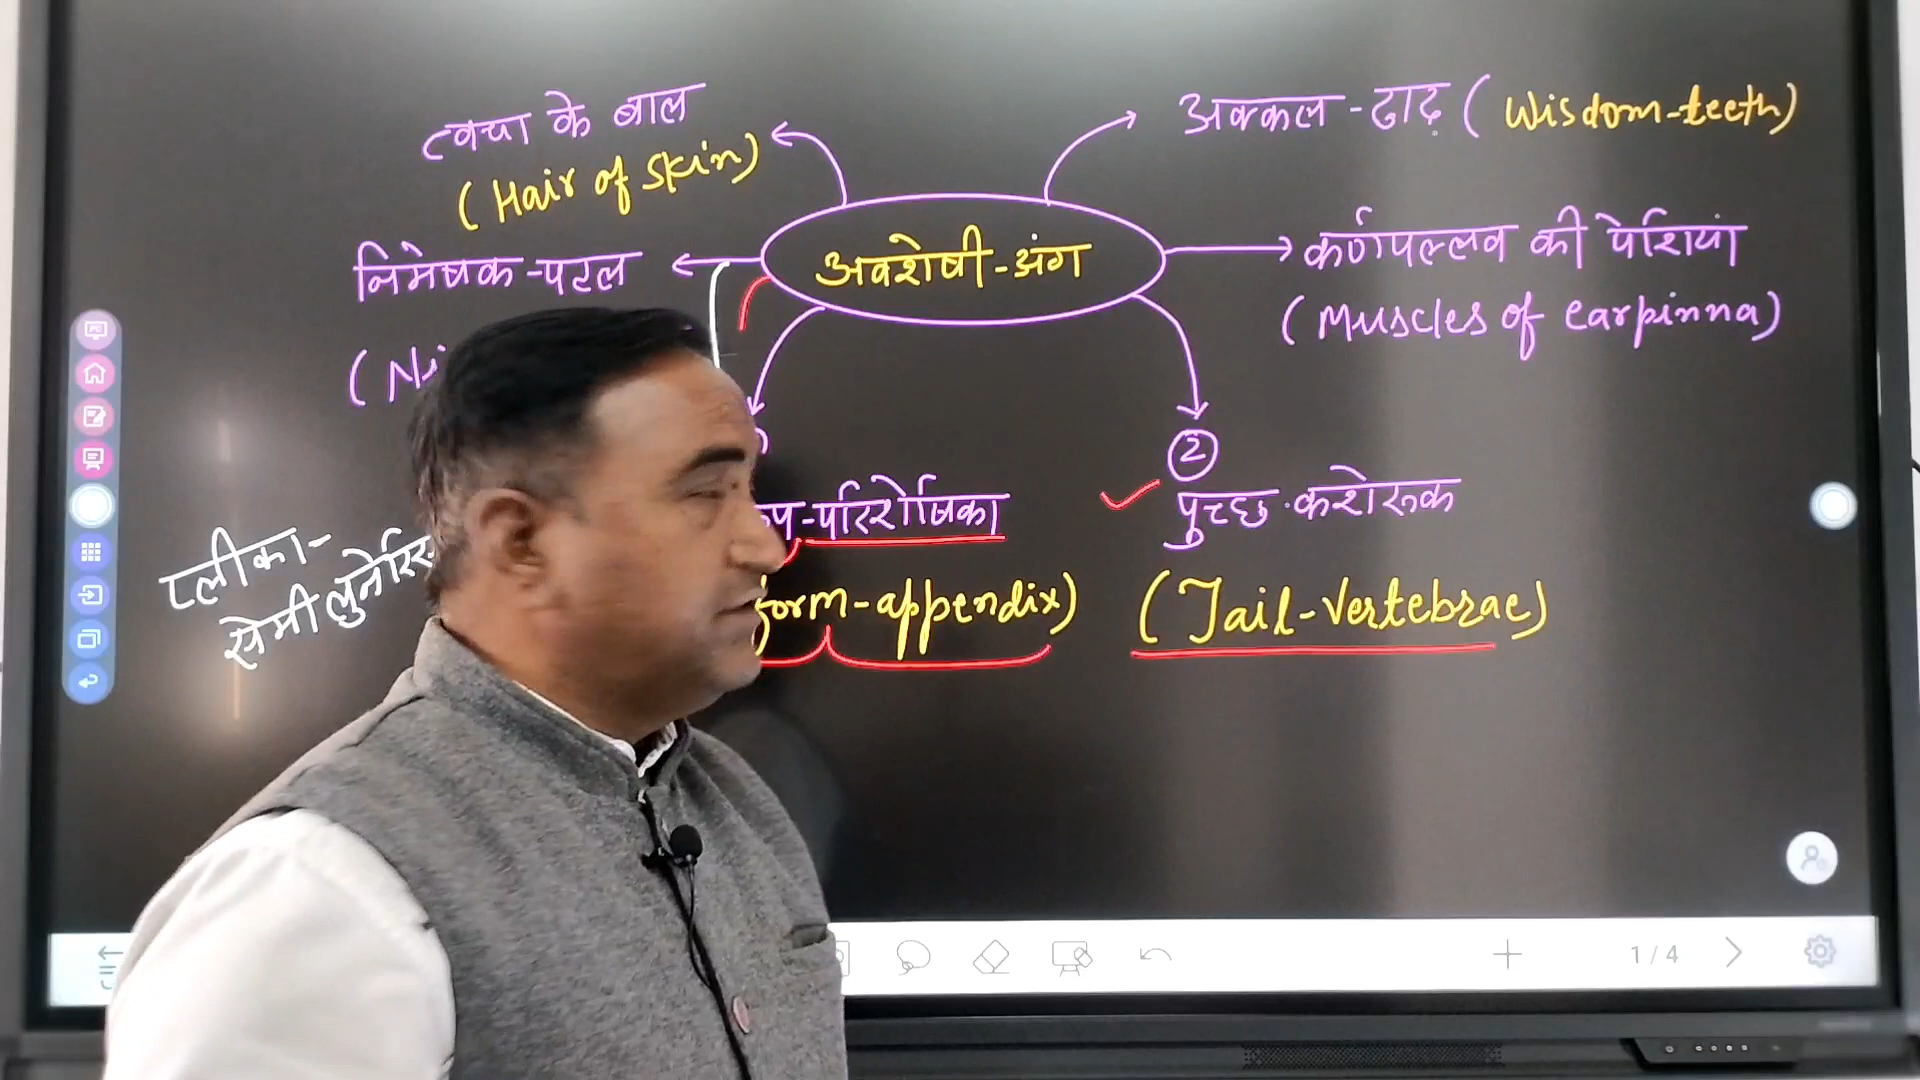 त्वचा के बाल
(Hair of skin)
अक्कल-दाढ़ (Wisdom-teeth)
निमेषक-पटल
अवशेषी-अंग
कर्णपल्लव की पेशियां
(Muscles of earpinna)
(Ni
2
प-परिशेषिका
पुच्छ-कशेरूक
प्लीका-
सेमीलुनेरिस
form-appendix)
(Tail-vertebrae)
1/4